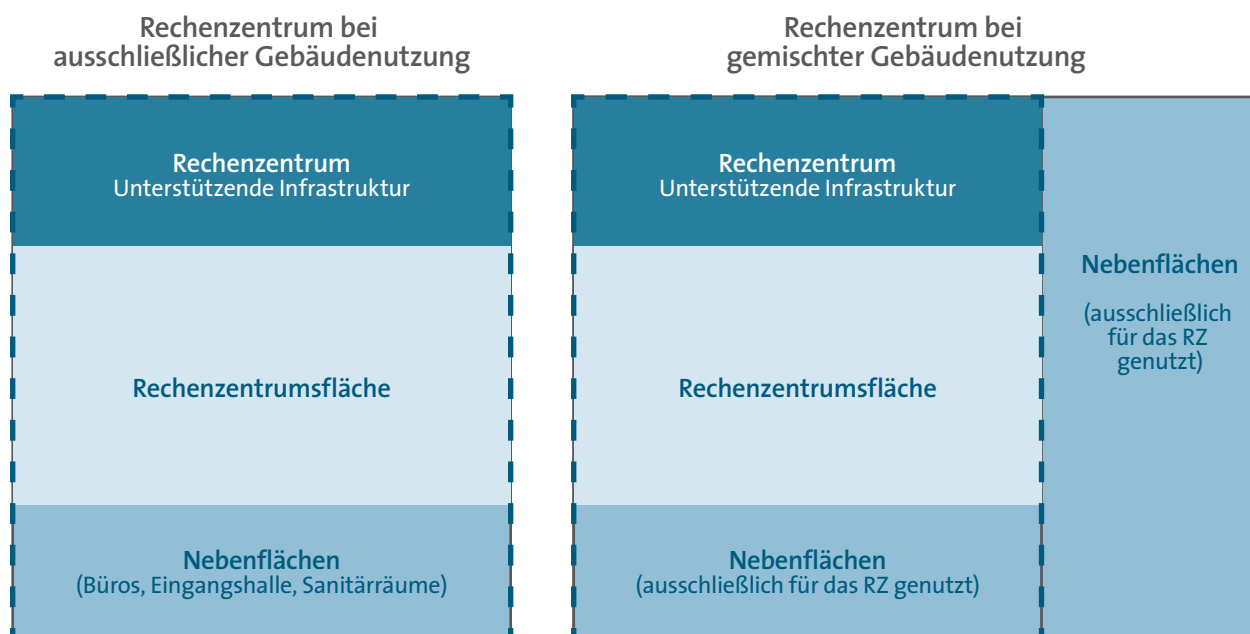 Rechenzentrum bei
ausschließlicher Gebäudenutzung
Rechenzentrum
Unterstützende Infrastruktur
Rechenzentrumsfläche
Nebenflächen
(Büros, Eingangshalle, Sanitärräume)
Rechenzentrum bei
gemischter Gebäudenutzung
Rechenzentrum
Unterstützende Infrastruktur
Rechenzentrumsfläche
Nebenflächen
(ausschließlich für das RZ genutzt)
Nebenflächen
(ausschließlich
für das RZ
genutzt)